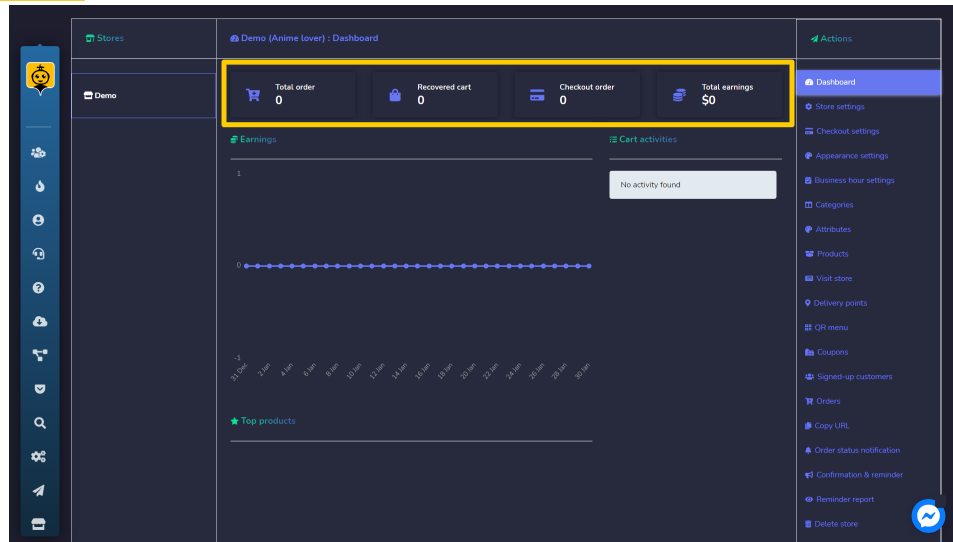 Stores
Demo (Anime lover) : Dashboard
Actions
Demo
Total order
0
Recovered cart
0
Checkout order
0
Total earnings
$0
Earnings
1
0
-1
31 Dec
2 Jan
4 Jan
6 Jan
8 Jan
10 Jan
12 Jan
14 Jan
16 Jan
18 Jan
20 Jan
22 Jan
24 Jan
26 Jan
28 Jan
30 Jan
Cart activities
No activity found
Top products
Dashboard
Store settings
Checkout settings
Appearance settings
Business hour settings
Categories
Attributes
Products
Visit store
Delivery points
QR menu
Coupons
Signed-up customers
Orders
Copy URL
Order status notification
Confirmation & reminder
Reminder report
Delete store